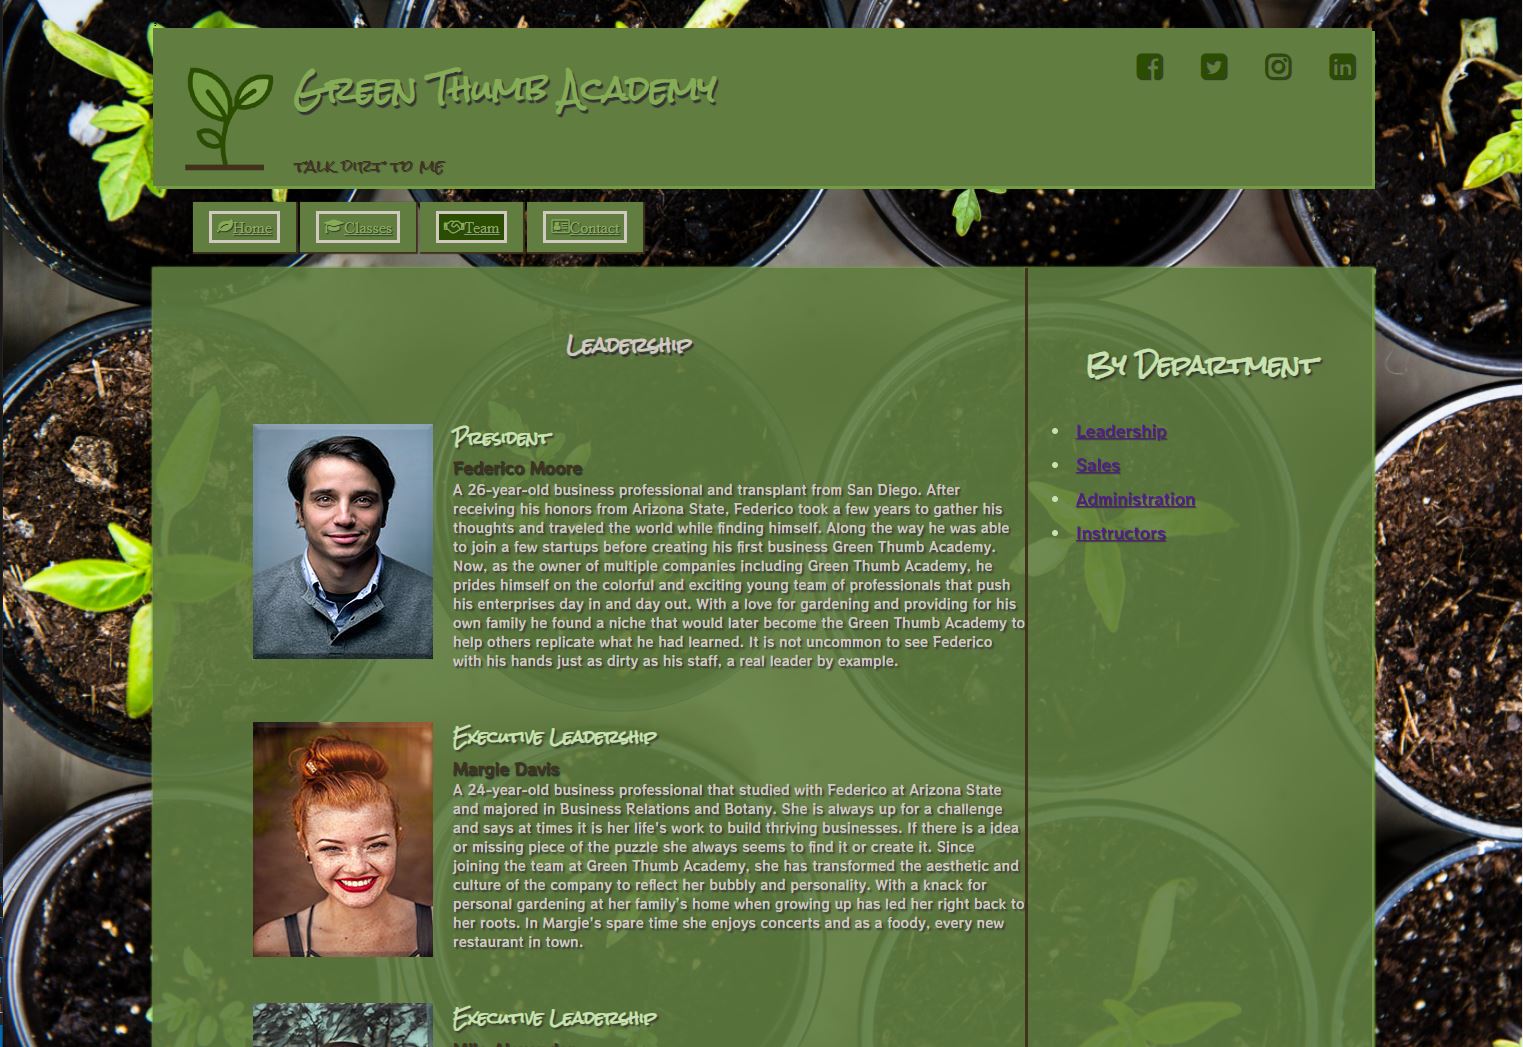 Green Thumb Academy
TALK DIRT TO ME
Home Classes Team Contact
Leadership
President
Federico Moore
A 26-year-old business professional and transplant from San Diego. After
receiving his honors from Arizona State, Federico took a few years to gather his
thoughts and traveled the world while finding himself. Along the way he was able
to join a few startups before creating his first business Green Thumb Academy.
Now, as the owner of multiple companies including Green Thumb Academy, he
prides himself on the colorful and exciting young team of professionals that push
his enterprises day in and day out. With a love for gardening and providing for his
own family he found a niche that would later become the Green Thumb Academy to
help others replicate what he had learned. It is not uncommon to see Federico
with his hands just as dirty as his staff, a real leader by example.
Executive Leadership
Margie Davis
A 24-year-old business professional that studied with Federico at Arizona State
and majored in Business Relations and Botany. She is always up for a challenge
and says at times it is her life's work to build thriving businesses. If there is a idea
or missing piece of the puzzle she always seems to find it or create it. Since
joining the team at Green Thumb Academy, she has transformed the aesthetic and
culture of the company to reflect her bubbly and personality. With a knack for
personal gardening at her family's home when growing up has led her right back to
her roots. In Margie's spare time she enjoys concerts and as a foody, every new
restaurant in town.
Executive Leadership
By Department
Leadership
Sales
Administration
Instructors